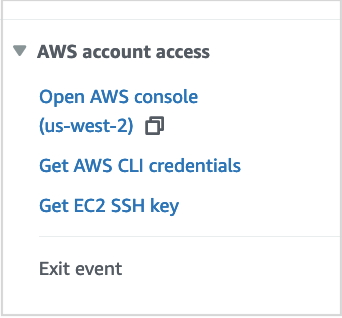 AWS account access
Open AWS console
(us-west-2)
Get AWS CLI credentials
Get EC2 SSH key
Exit event